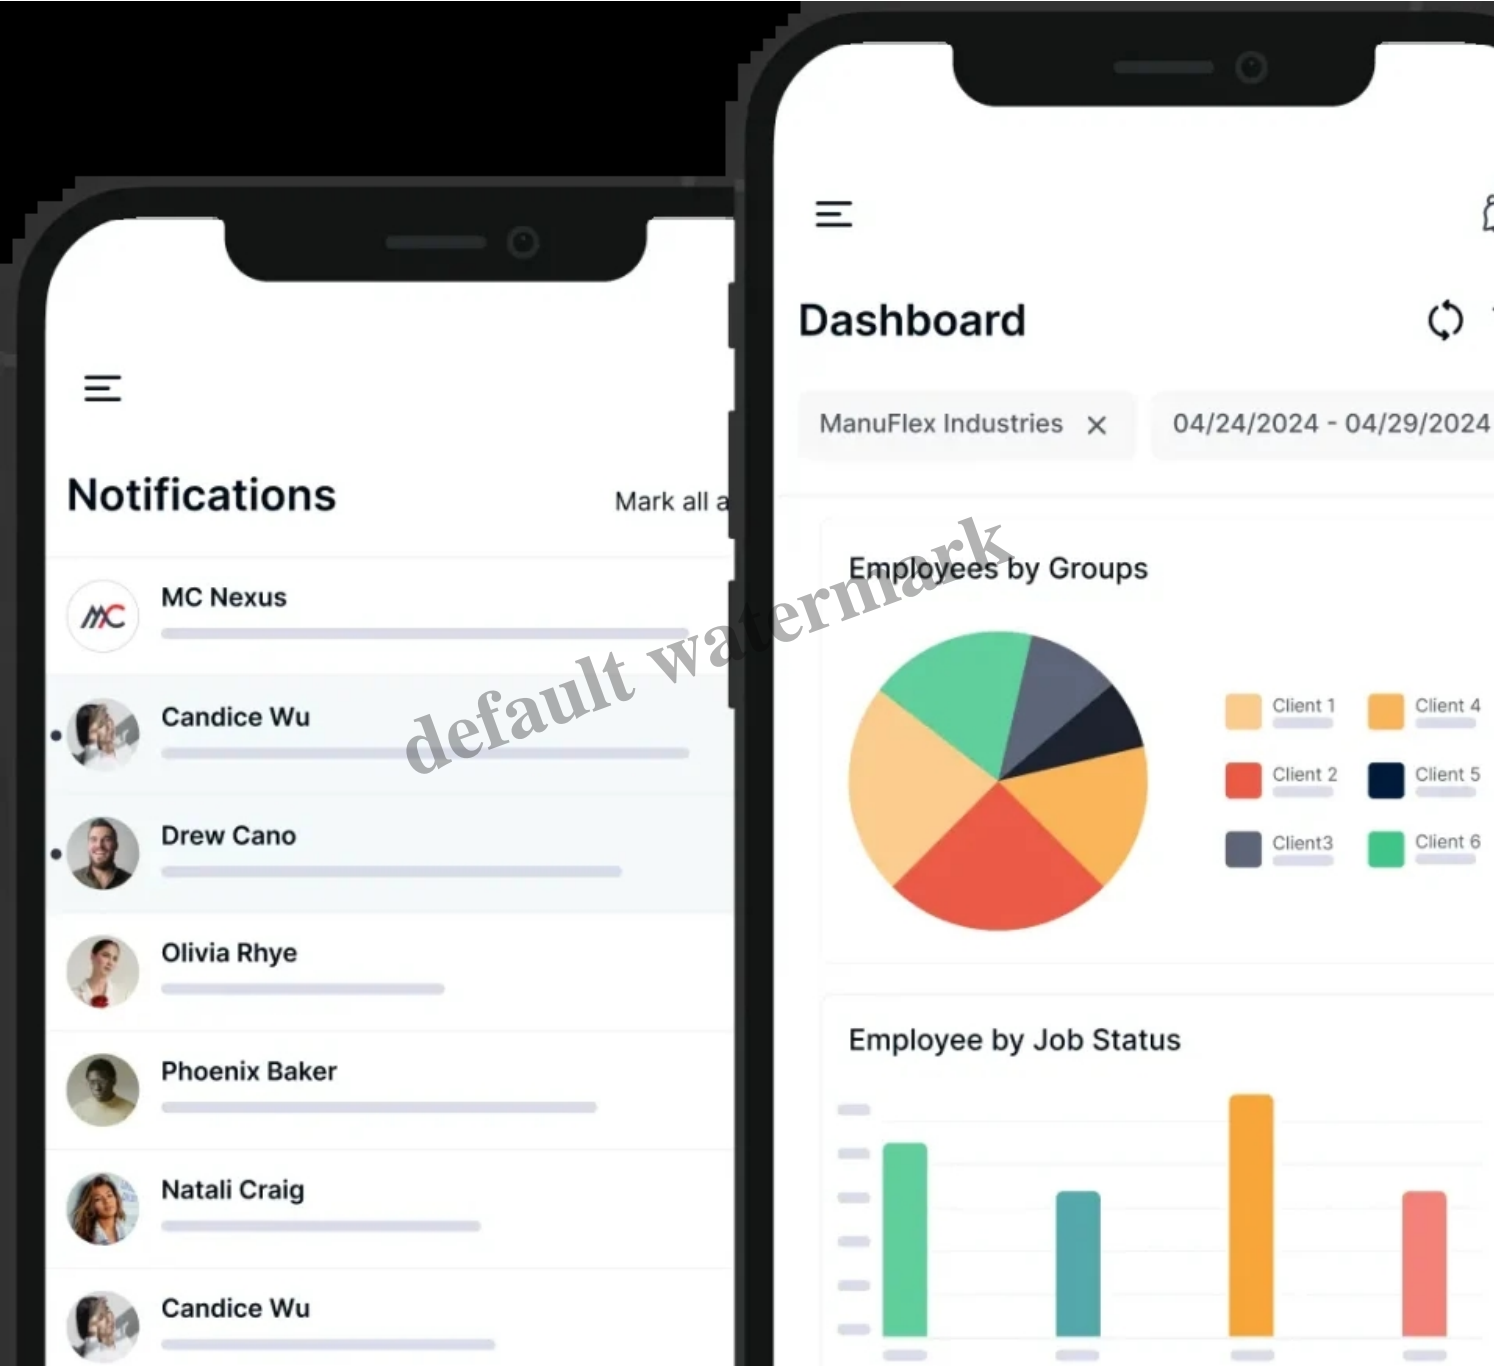 Notifications
Mark all a
MC
MC Nexus
Candice Wu
Drew Cano
Olivia Rhye
Phoenix Baker
Natali Craig
Candice Wu
Dashboard
ManuFlex Industries
04/24/2024 - 04/29/2024
Employees by Groups
Client 1
Client 4
Client 2
Client 5
Client3
Client 6
Employee by Job Status
default watermark